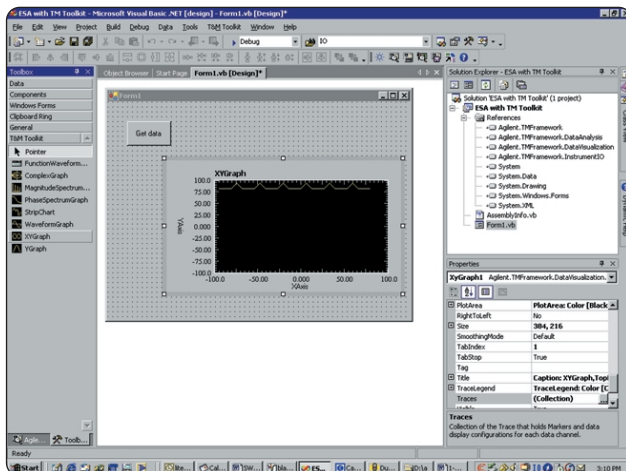 ESA with TM Toolkit - Microsoft Visual Basic .NET [design] - Form1.vb [Design]*
File Edit View Project Build Debug Data Tools T&M Toolkit Window Help
Debug
IO
Toolbox
Data
Components
Windows Forms
Clipboard Ring
General
T&M Toolkit
Pointer
FunctionWaveform...
ComplexGraph
MagnitudeSpectrum...
PhaseSpectrumGraph
StripChart
WaveformGraph
XYGraph
YGraph
Agile...
Toolb...
Object Browser Start Page Form1.vb [Design]*
Form1
Get data
XYGraph
100.0
75.00
50.00
25.00
0.000
-25.00
-50.00
-75.00
-100.0
YAxis
-100.0 -50.00 0.000 50.00 100.0
XAxis
Solution Explorer - ESA with TM Toolkit
Solution 'ESA with TM Toolkit' (1 project)
ESA with TM Toolkit
References
Agilent.TMFramework
Agilent.TMFramework.DataAnalysis
Agilent.TMFramework.DataVisualization
Agilent.TMFramework.InstrumentIO
System
System.Data
System.Drawing
System.Windows.Forms
System.XML
AssemblyInfo.vb
Form1.vb
Properties
XyGraph1 Agilent.TMFramework.DataVisualization.
PlotArea PlotArea: Color [Black
RightToLeft No
Size 384, 216
SmoothingMode Default
TabIndex 1
TabStop True
Tag
Title Caption: XYGraph,Topi
TraceLegend TraceLegend: Color [C
Traces (Collection)
Traces
Collection of the Trace that holds Markers and data display configurations for each data channel.
Ready
Start
3:10 PM